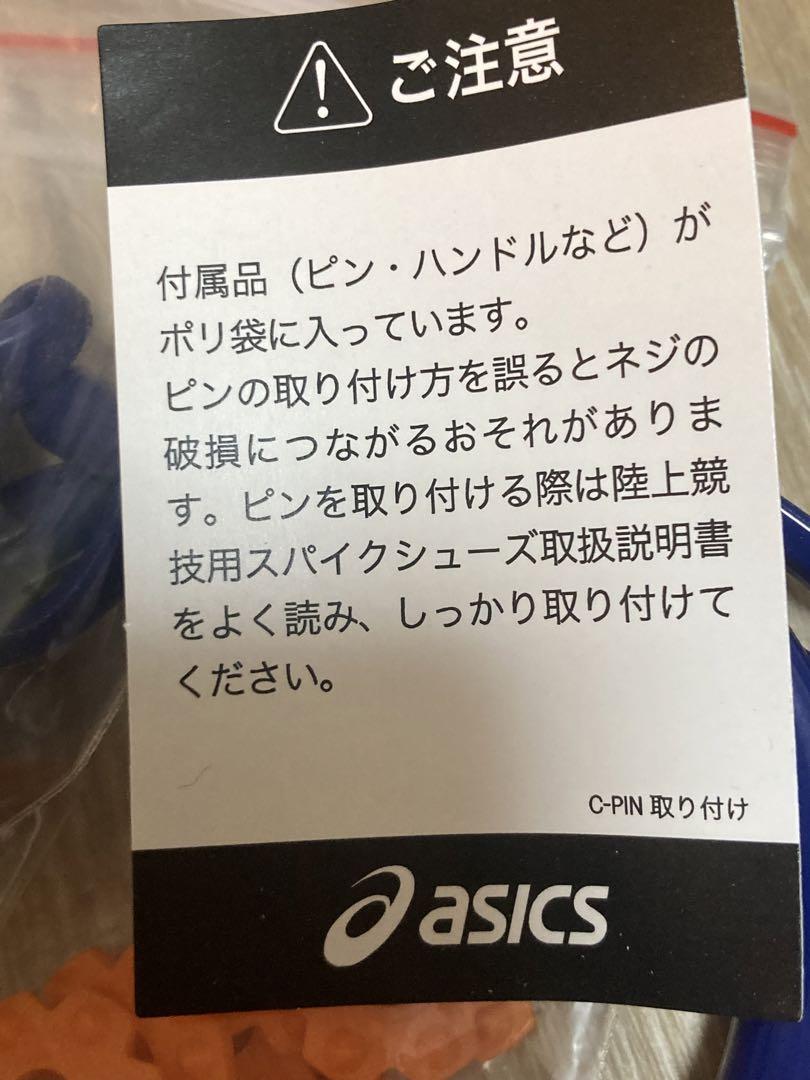 ご注意
付属品（ピン・ハンドルなど）が
ポリ袋に入っています。
ピンの取り付け方を誤るとネジの
破損につながるおそれがありま
す。ピンを取り付ける際は陸上競
技用スパイクシューズ取扱説明書
をよく読み、しっかり取り付けて
ください。
C-PIN 取り付け
asics